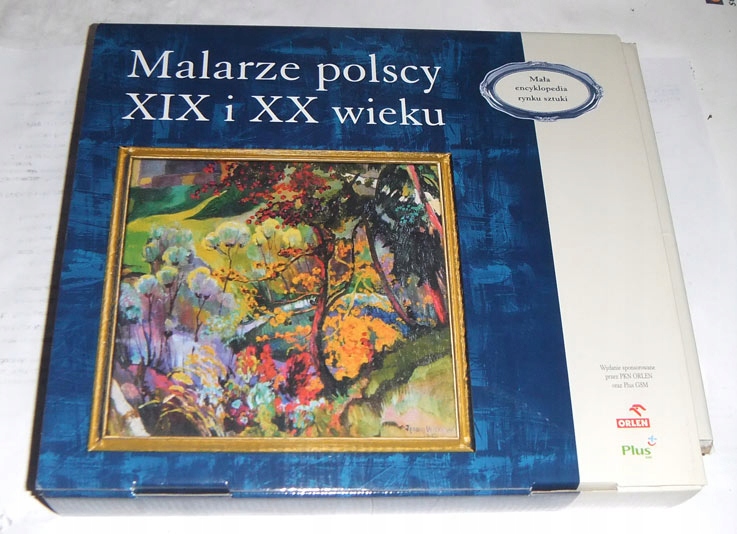 Malarze polscy
XIX i XX wieku
Mała
encyklopedia
rynku sztuki
Wydanie sponsorowane
przez PKN ORLEN
oraz Plus GSM
ORLEN
Plus